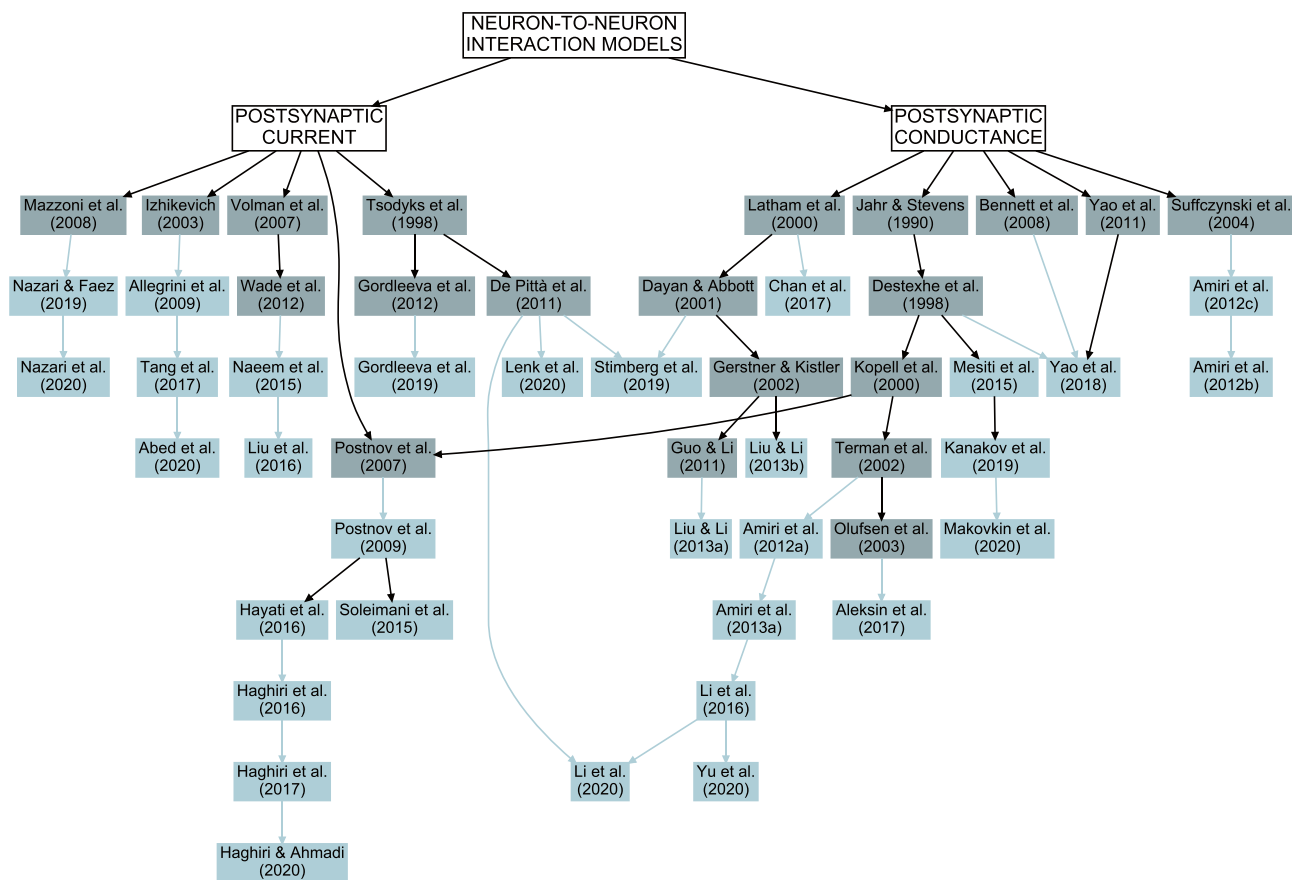 NEURON-TO-NEURON
INTERACTION MODELS
POSTSYNAPTIC
CURRENT
POSTSYNAPTIC
CONDUCTANCE
Mazzoni et al.
(2008)
Izhikevich
(2003)
Volman et al.
(2007)
Tsodyks et al.
(1998)
Latham et al.
(2000)
Jahr & Stevens
(1990)
Bennett et al.
(2008)
Yao et al.
(2011)
Suffczynski et al.
(2004)
Nazari & Faez
(2019)
Allegrini et al.
(2009)
Wade et al.
(2012)
Gordleeva et al.
(2012)
De Pittà et al.
(2011)
Dayan & Abbott
(2001)
Chan et al.
(2017)
Destexhe et al.
(1998)
Amiri et al.
(2012c)
Nazari et al.
(2020)
Tang et al.
(2017)
Naeem et al.
(2015)
Gordleeva et al.
(2019)
Lenk et al.
(2020)
Stimberg et al.
(2019)
Gerstner & Kistler
(2002)
Kopell et al.
(2000)
Mesiti et al.
(2015)
Yao et al.
(2018)
Amiri et al.
(2012b)
Abed et al.
(2020)
Liu et al.
(2016)
Postnov et al.
(2007)
Guo & Li
(2011)
Liu & Li
(2013b)
Terman et al.
(2002)
Kanakov et al.
(2019)
Postnov et al.
(2009)
Liu & Li
(2013a)
Amiri et al.
(2012a)
Olufsen et al.
(2003)
Makovkin et al.
(2020)
Hayati et al.
(2016)
Soleimani et al.
(2015)
Amiri et al.
(2013a)
Aleksin et al.
(2017)
Haghiri et al.
(2016)
Li et al.
(2016)
Haghiri et al.
(2017)
Li et al.
(2020)
Yu et al.
(2020)
Haghiri & Ahmadi
(2020)